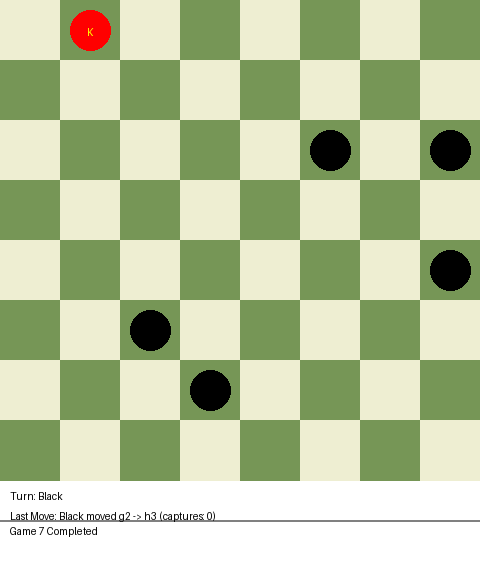 K
Turn: Black
Last Move: Black moved g2 -> h3 (captures: 0)
Game 7 Completed